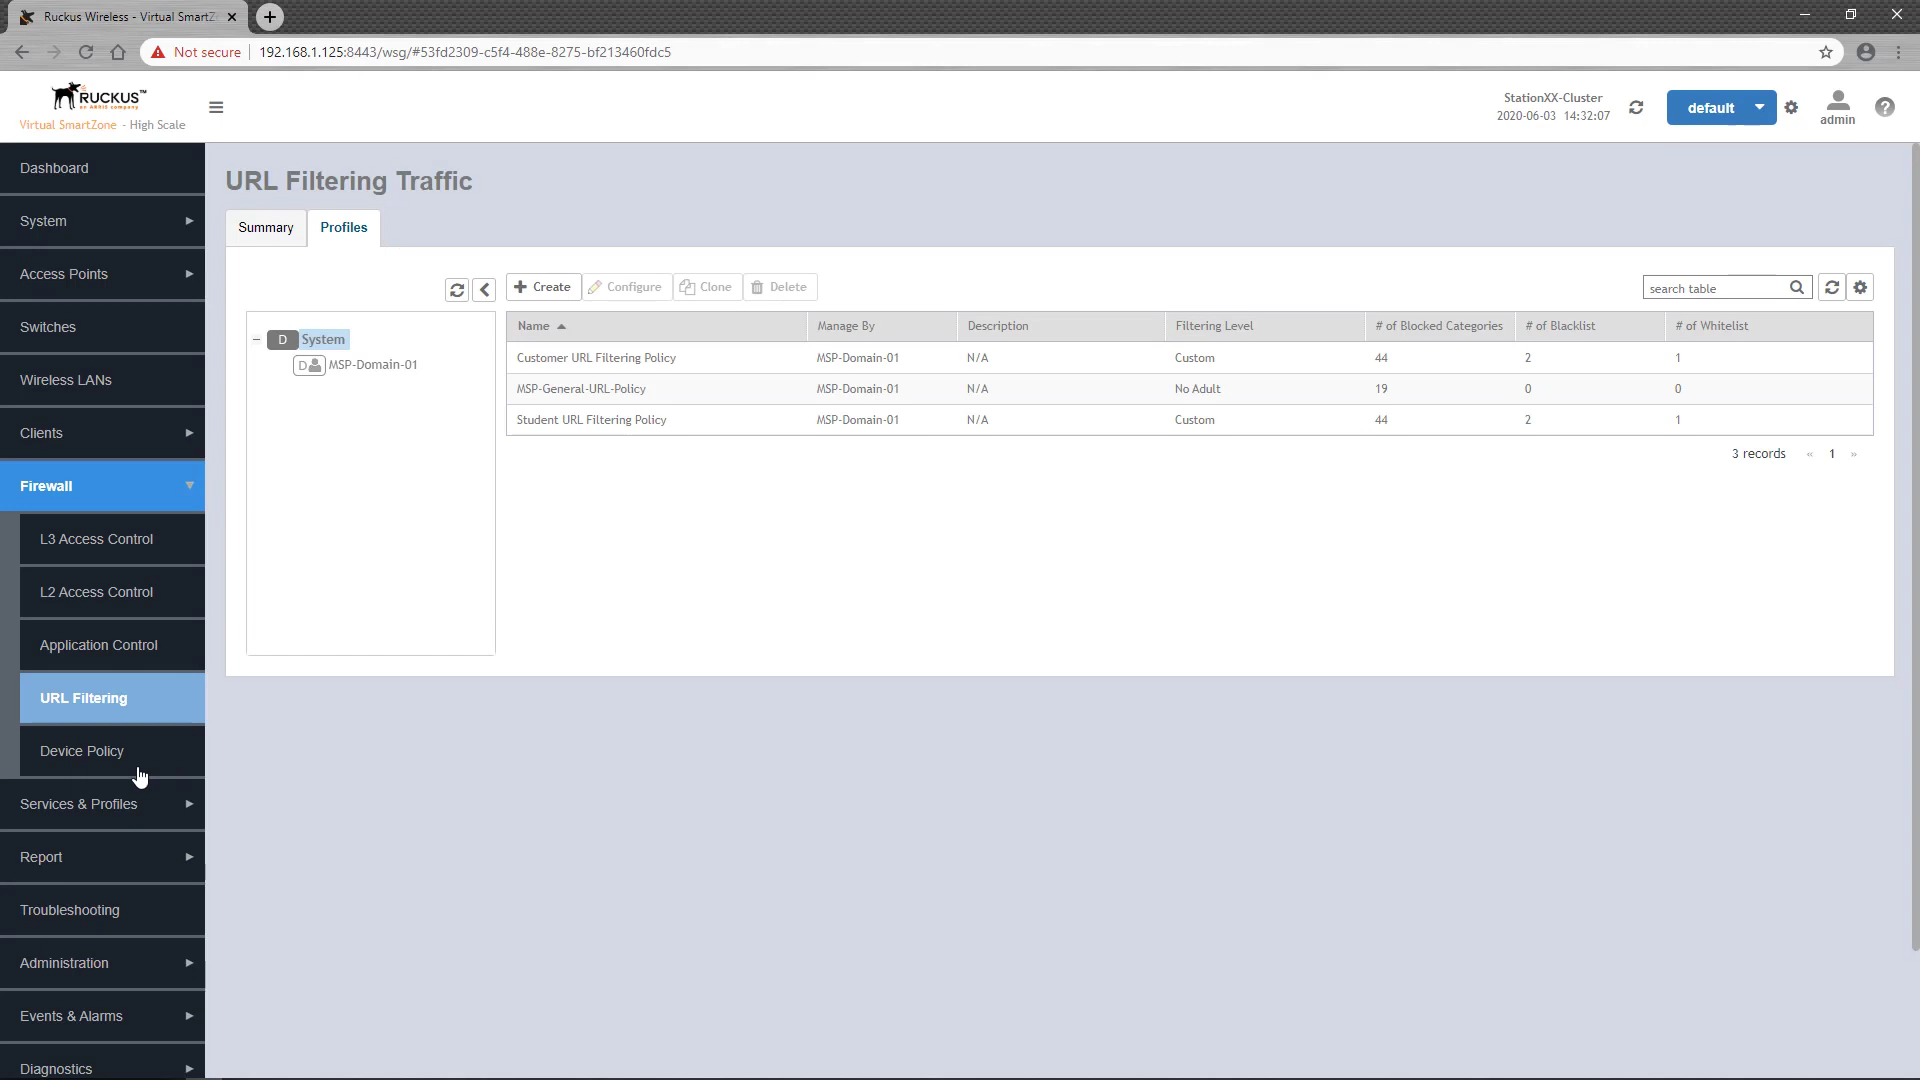 Ruckus Wireless - Virtual SmartZ
Not secure
192.168.1.125:8443/wsg/#53fd2309-c5f4-488e-8275-bf213460fdc5
RUCKUS™
an ARRIS company
Virtual SmartZone - High Scale
StationXX-Cluster
2020-06-03 14:32:07
default
admin
Dashboard
System
Access Points
Switches
Wireless LANs
Clients
Firewall
L3 Access Control
L2 Access Control
Application Control
URL Filtering
Device Policy
Services & Profiles
Report
Troubleshooting
Administration
Events & Alarms
Diagnostics
URL Filtering Traffic
Summary Profiles
D System
D MSP-Domain-01
Create Configure Clone Delete
search table
Name Manage By Description Filtering Level # of Blocked Categories # of Blacklist # of Whitelist
Customer URL Filtering Policy MSP-Domain-01 N/A Custom 44 2 1
MSP-General-URL-Policy MSP-Domain-01 N/A No Adult 19 0 0
Student URL Filtering Policy MSP-Domain-01 N/A Custom 44 2 1
3 records « 1 »